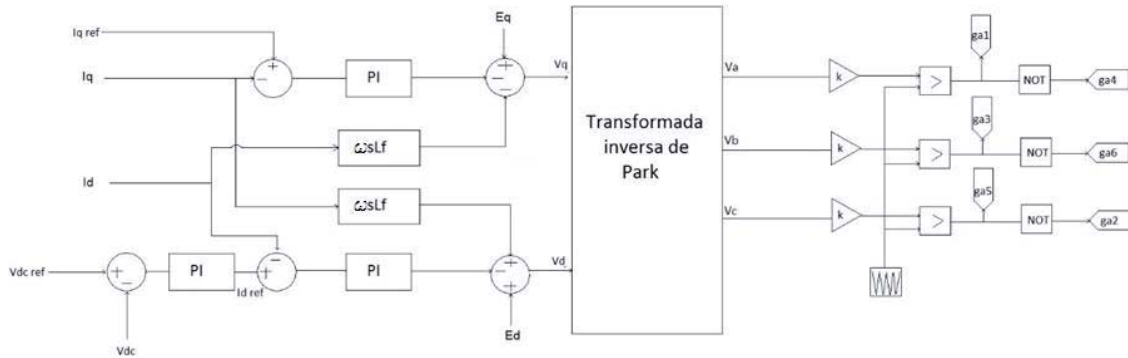 Iq ref
Iq
Id
Vdc ref
Vdc
PI
Id ref
PI
PI
ωsLf
ωsLf
Eq
Ed
Vq
Vd
Transformada
inversa de
Park
Va
Vb
Vc
k
k
k
>
>
>
ga1
ga3
ga5
NOT
NOT
NOT
ga4
ga6
ga2